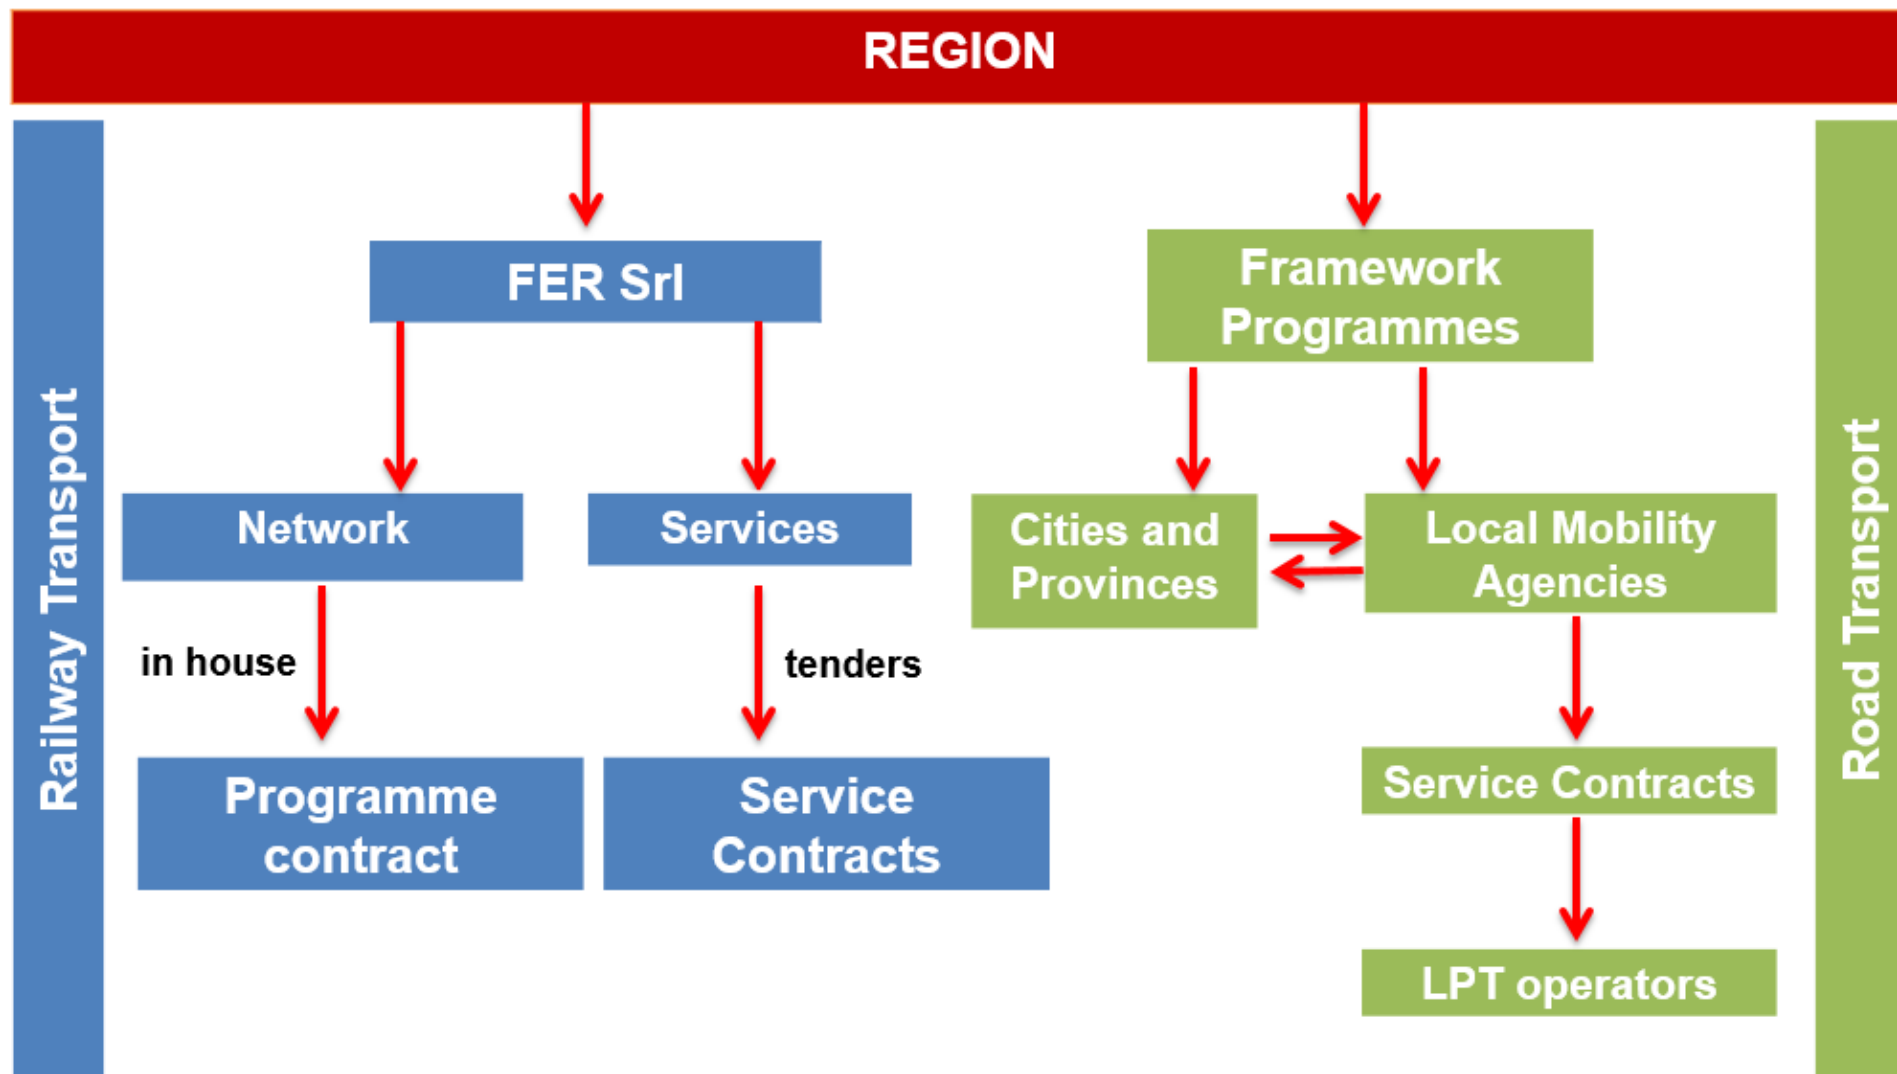 REGION
Railway Transport
FER Srl
Network
Services
in house
tenders
Programme
contract
Service
Contracts
Framework
Programmes
Cities and
Provinces
Local Mobility
Agencies
Service Contracts
LPT operators
Road Transport